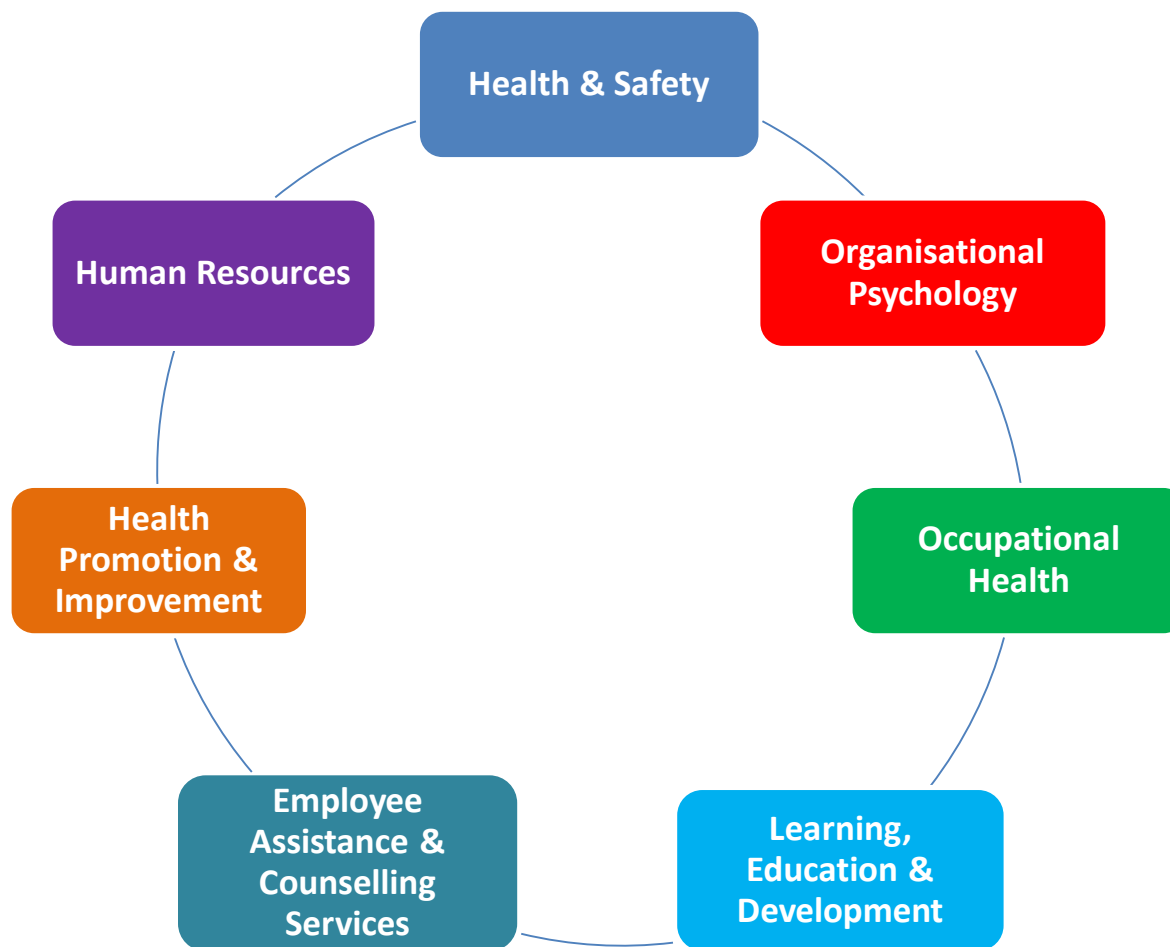 Health & Safety
Human Resources
Organisational
Psychology
Health
Promotion &
Improvement
Occupational
Health
Employee
Assistance &
Counselling
Services
Learning,
Education &
Development